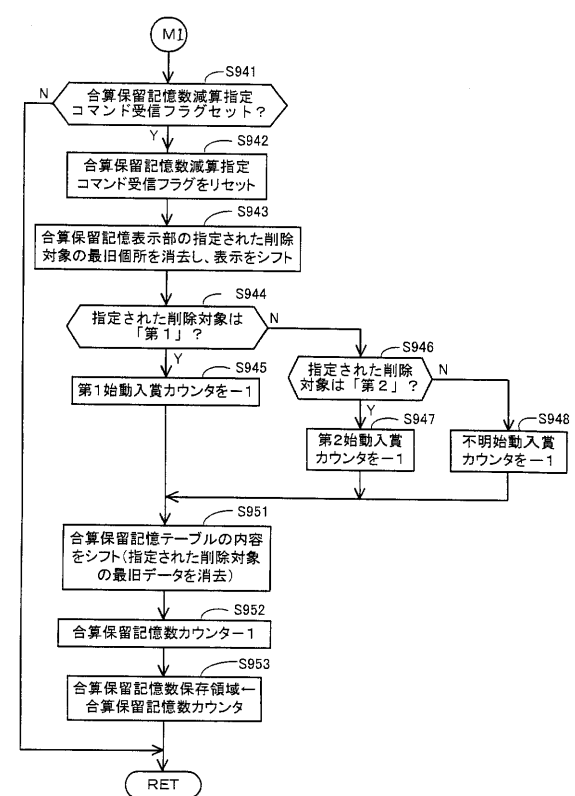 M1
S941
合算保留記憶数減算指定
コマンド受信フラグセット？
N
Y
S942
合算保留記憶数減算指定
コマンド受信フラグをリセット
S943
合算保留記憶表示部の指定された削除
対象の最旧個所を消去し、表示をシフト
S944
指定された削除対象は
「第１」？
N
Y
S945
第1始動入賞カウンタを－1
S946
指定された削除
対象は「第２」？
N
Y
S947
第2始動入賞
カウンタを－1
S948
不明始動入賞
カウンタを－1
S951
合算保留記憶テーブルの内容
をシフト(指定された削除対象
の最旧データを消去)
S952
合算保留記憶数カウンタ－1
S953
合算保留記憶数保存領域←
合算保留記憶数カウンタ
RET